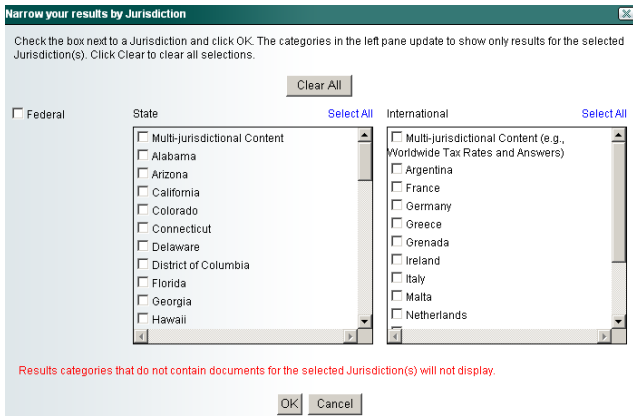 Narrow your results by Jurisdiction
Check the box next to a Jurisdiction and click OK. The categories in the left pane update to show only results for the selected
Jurisdiction(s). Click Clear to clear all selections.
Clear All
Federal
State Select All
Multi-jurisdictional Content
Alabama
Arizona
California
Colorado
Connecticut
Delaware
District of Columbia
Florida
Georgia
Hawaii
International Select All
Multi-jurisdictional Content (e.g.,
Worldwide Tax Rates and Answers)
Argentina
France
Germany
Greece
Grenada
Ireland
Italy
Malta
Netherlands
Results categories that do not contain documents for the selected Jurisdiction(s) will not display.
OK Cancel